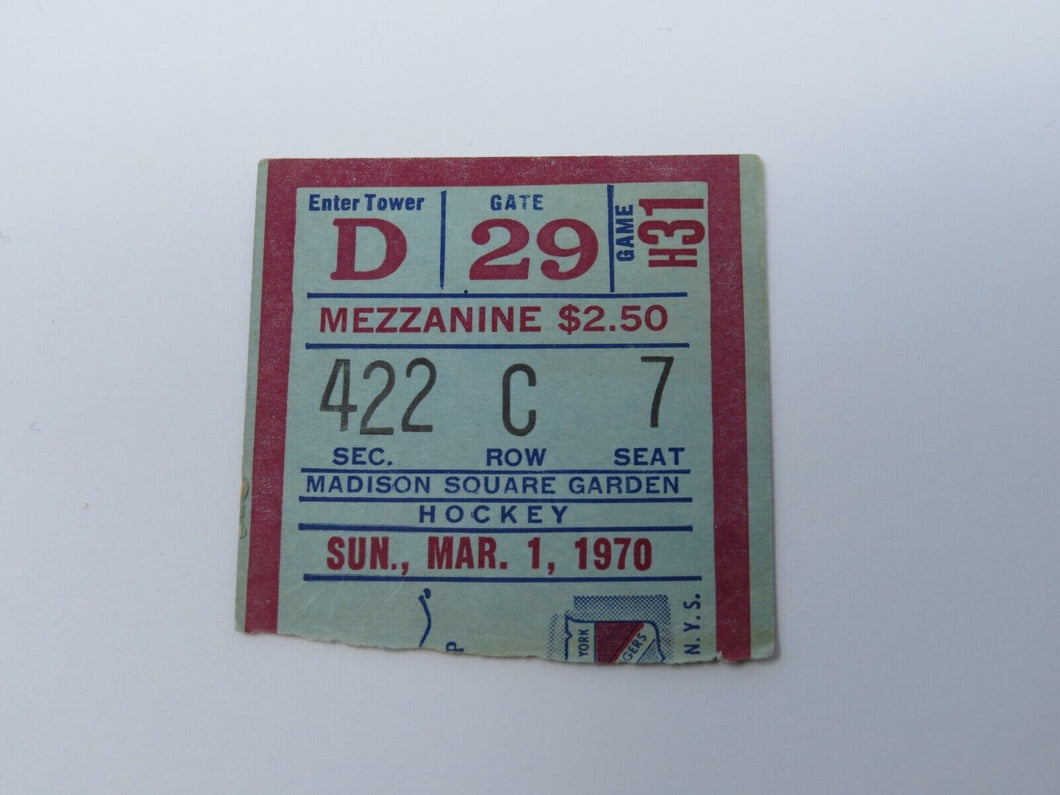 Enter Tower GATE GAME
D 29 H31
MEZZANINE $2.50
422 C 7
SEC. ROW SEAT
MADISON SQUARE GARDEN
HOCKEY
SUN., MAR. 1, 1970
YORK
N.Y.S.
P